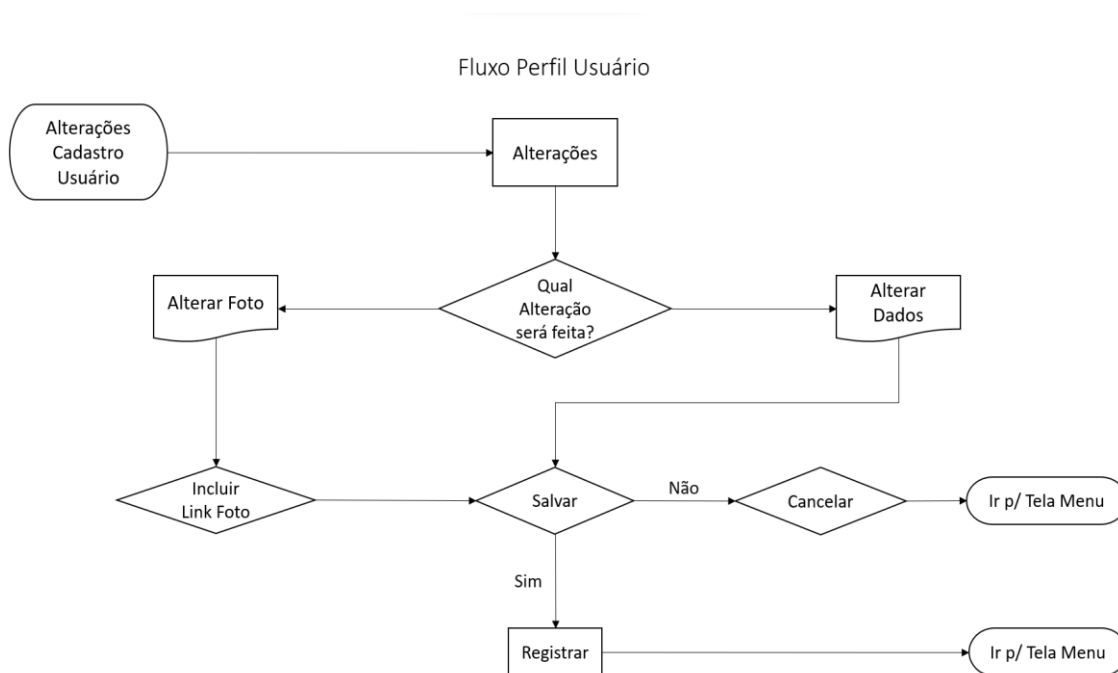 Fluxo Perfil Usuário
Alterações
Cadastro
Usuário
Alterações
Qual
Alteração
será feita?
Alterar Foto
Alterar
Dados
Incluir
Link Foto
Salvar
Não
Cancelar
Ir p/ Tela Menu
Sim
Registrar
Ir p/ Tela Menu